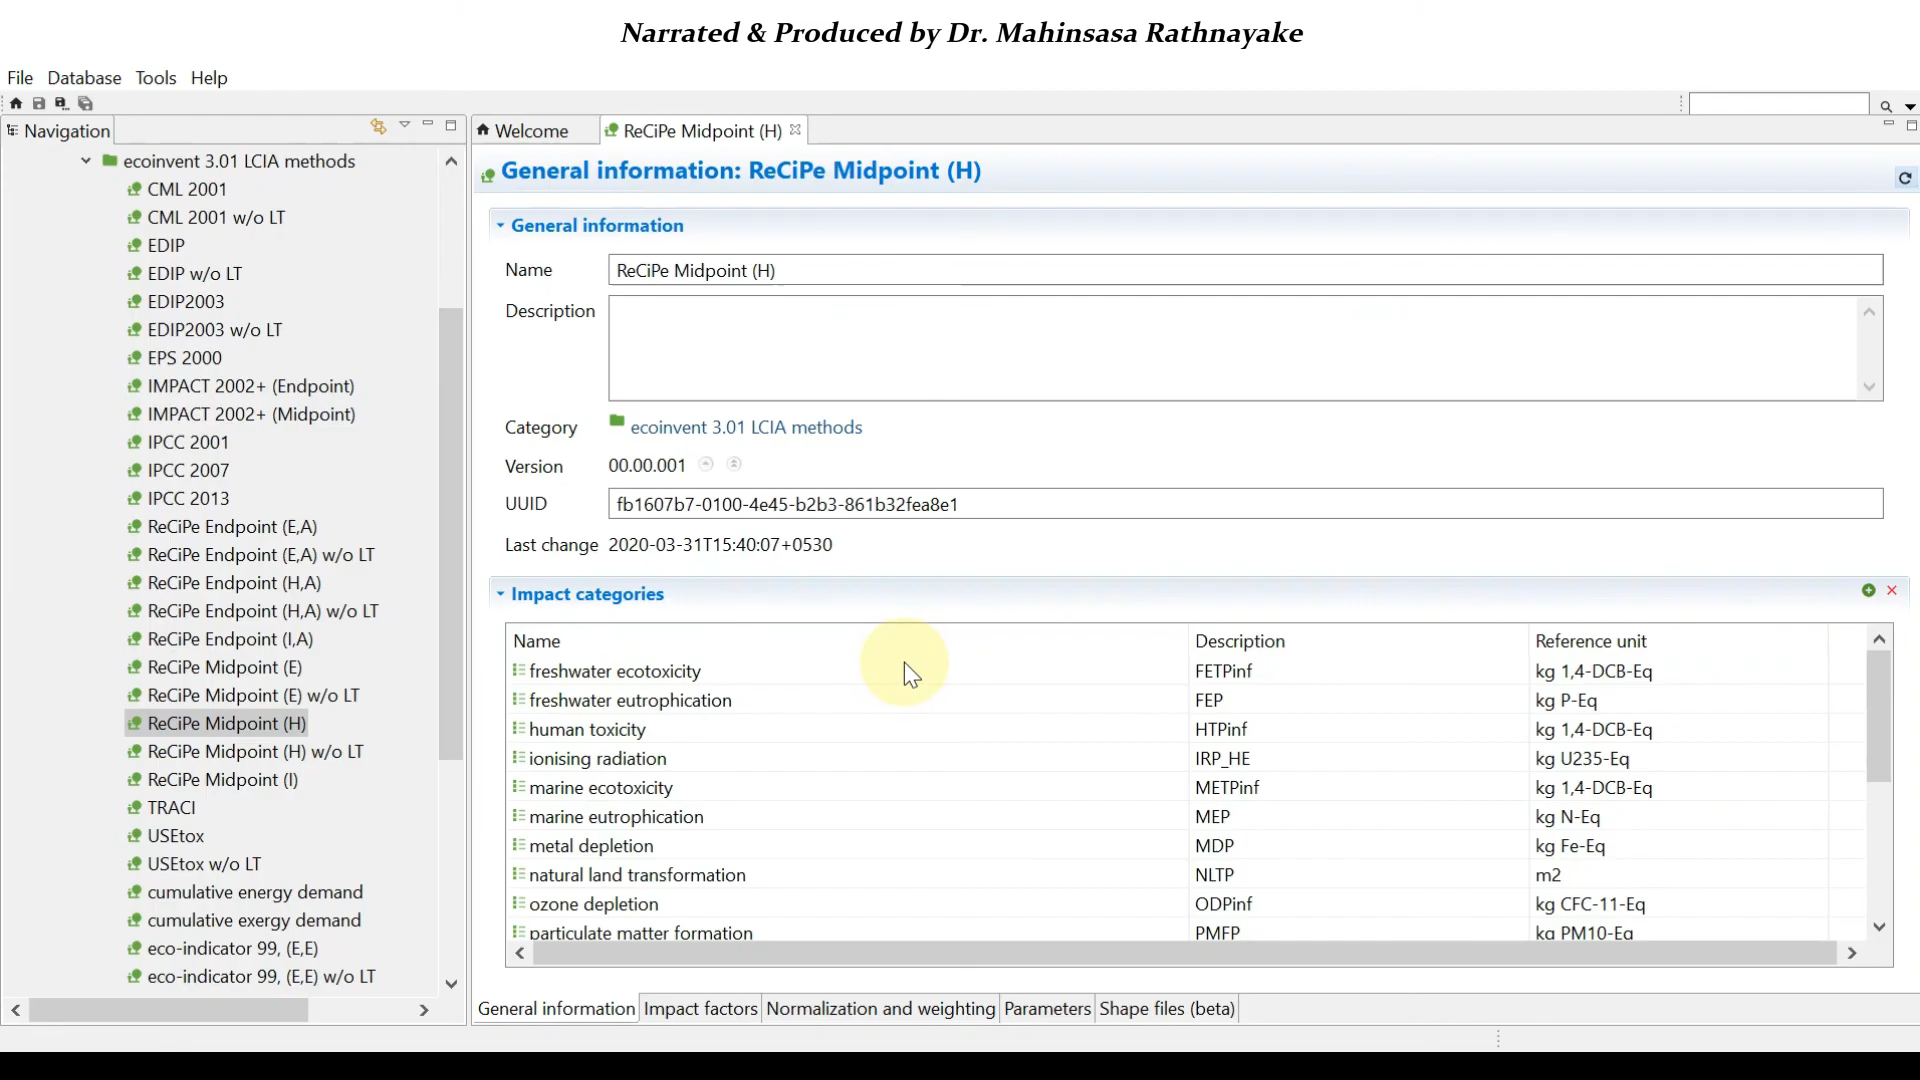 Narrated & Produced by Dr. Mahinsasa Rathnayake
File Database Tools Help
Navigation
ecoinvent 3.01 LCIA methods
CML 2001
CML 2001 w/o LT
EDIP
EDIP w/o LT
EDIP2003
EDIP2003 w/o LT
EPS 2000
IMPACT 2002+ (Endpoint)
IMPACT 2002+ (Midpoint)
IPCC 2001
IPCC 2007
IPCC 2013
ReCiPe Endpoint (E,A)
ReCiPe Endpoint (E,A) w/o LT
ReCiPe Endpoint (H,A)
ReCiPe Endpoint (H,A) w/o LT
ReCiPe Endpoint (I,A)
ReCiPe Midpoint (E)
ReCiPe Midpoint (E) w/o LT
ReCiPe Midpoint (H)
ReCiPe Midpoint (H) w/o LT
ReCiPe Midpoint (I)
TRACI
USEtox
USEtox w/o LT
cumulative energy demand
cumulative exergy demand
eco-indicator 99, (E,E)
eco-indicator 99, (E,E) w/o LT
Welcome ReCiPe Midpoint (H)
General information: ReCiPe Midpoint (H)
General information
Name ReCiPe Midpoint (H)
Description
Category ecoinvent 3.01 LCIA methods
Version 00.00.001
UUID fb1607b7-0100-4e45-b2b3-861b32fea8e1
Last change 2020-03-31T15:40:07+0530
Impact categories
Name Description Reference unit
freshwater ecotoxicity FETPinf kg 1,4-DCB-Eq
freshwater eutrophication FEP kg P-Eq
human toxicity HTPinf kg 1,4-DCB-Eq
ionising radiation IRP_HE kg U235-Eq
marine ecotoxicity METPinf kg 1,4-DCB-Eq
marine eutrophication MEP kg N-Eq
metal depletion MDP kg Fe-Eq
natural land transformation NLTP m2
ozone depletion ODPinf kg CFC-11-Eq
particulate matter formation PMFP kg PM10-Eq
General information Impact factors Normalization and weighting Parameters Shape files (beta)